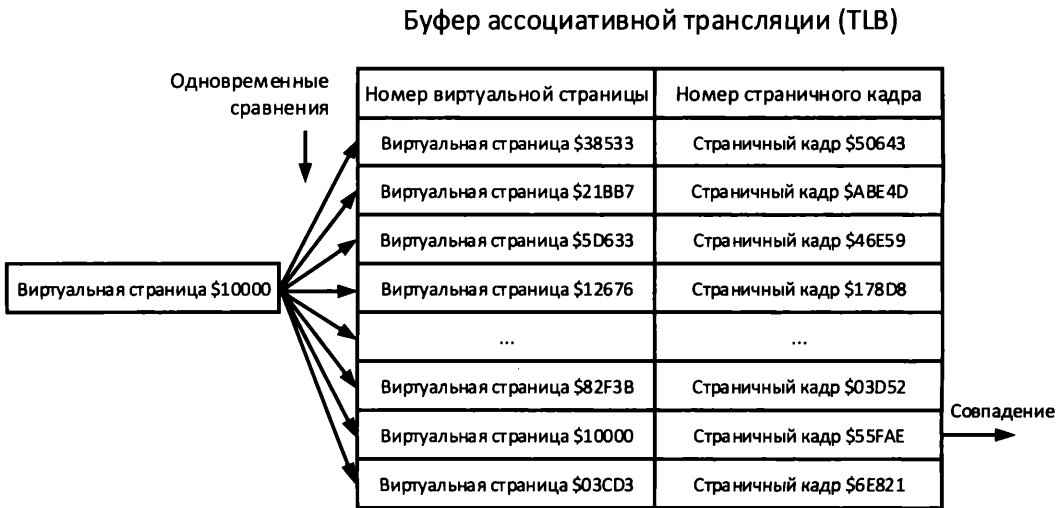 Буфер ассоциативной трансляции (TLB)
Одновременные
сравнения
Номер виртуальной страницы Номер страничного кадра
Виртуальная страница $38533 Страничный кадр $50643
Виртуальная страница $21BB7 Страничный кадр $ABE4D
Виртуальная страница $5D633 Страничный кадр $46E59
Виртуальная страница $10000
Виртуальная страница $12676 Страничный кадр $178D8
... ...
Виртуальная страница $82F3B Страничный кадр $03D52
Совпадение
Виртуальная страница $10000 Страничный кадр $55FAE
Виртуальная страница $03CD3 Страничный кадр $6E821